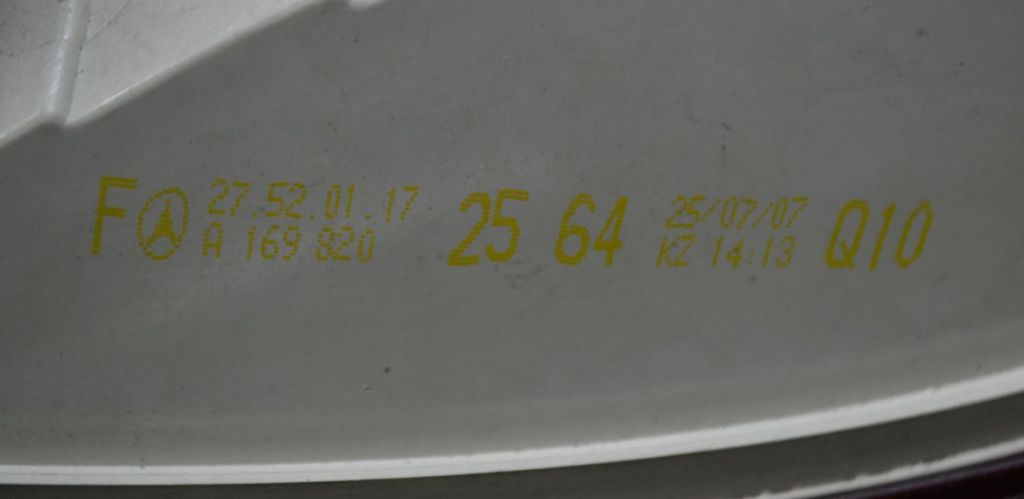 F 27.52.01.17 25 64 25/07/07 Q10
A 169 820 KZ 14:13